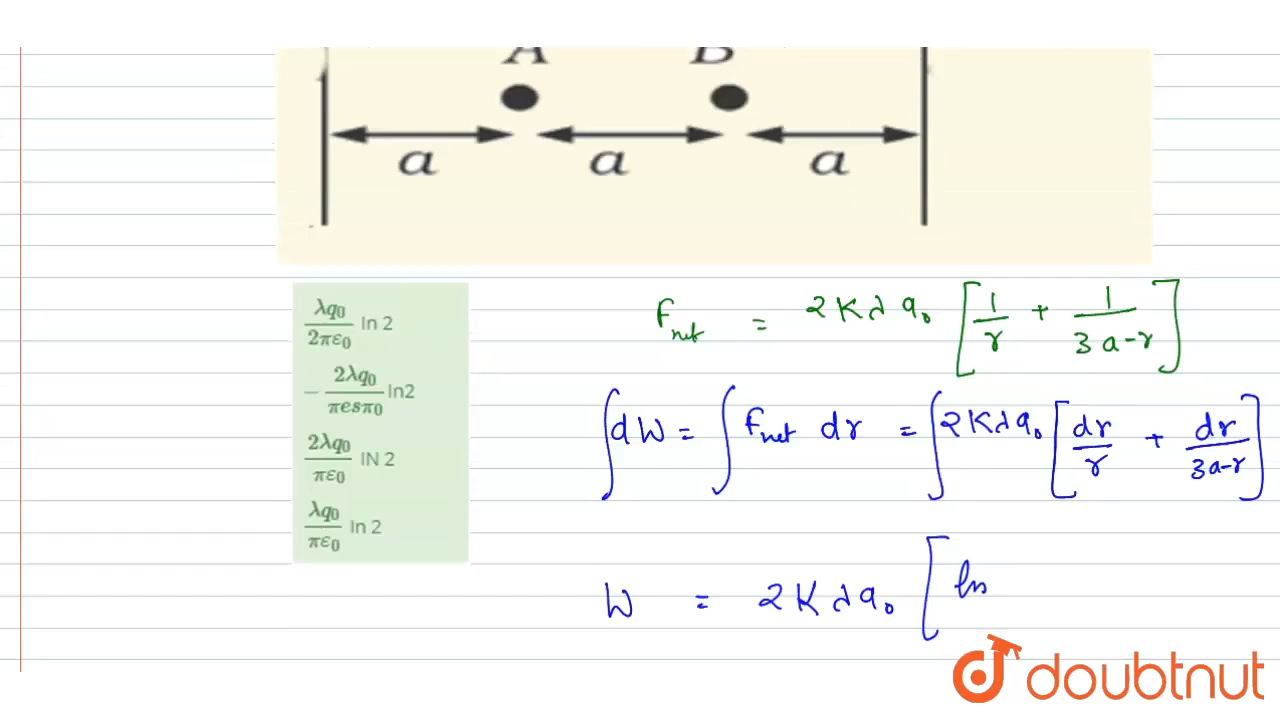 A B
a a a
λq₀/2πε₀ ln 2
− 2λq₀/πesπ₀ ln2
2λq₀/πε₀ IN 2
λq₀/πε₀ ln 2
Fnet = 2Kλq₀ [1/r + 1/3a-r]
∫dW = ∫Fnet dr = ∫2Kλq₀ [dr/r + dr/3a-r]
W = 2Kλq₀ [ln
doubtnut